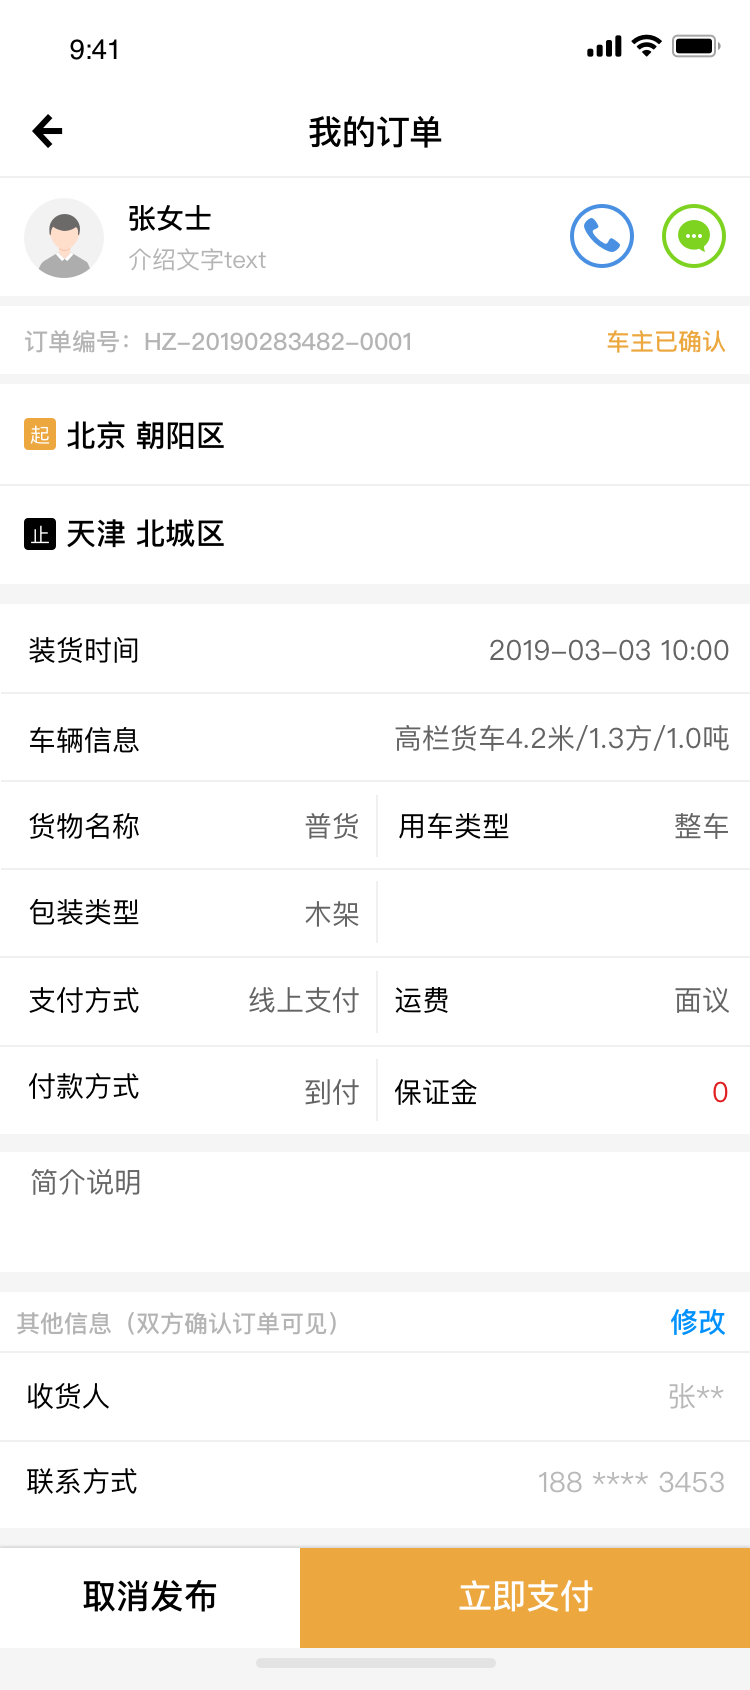 9:41
我的订单
张女士
介绍文字text
订单编号：HZ-20190283482-0001 车主已确认
起 北京 朝阳区
止 天津 北城区
装货时间 2019-03-03 10:00
车辆信息 高栏货车4.2米/1.3方/1.0吨
货物名称 普货 用车类型 整车
包装类型 木架
支付方式 线上支付 运费 面议
付款方式 到付 保证金 0
简介说明
其他信息（双方确认订单可见） 修改
收货人 张**
联系方式 188 **** 3453
取消发布 立即支付